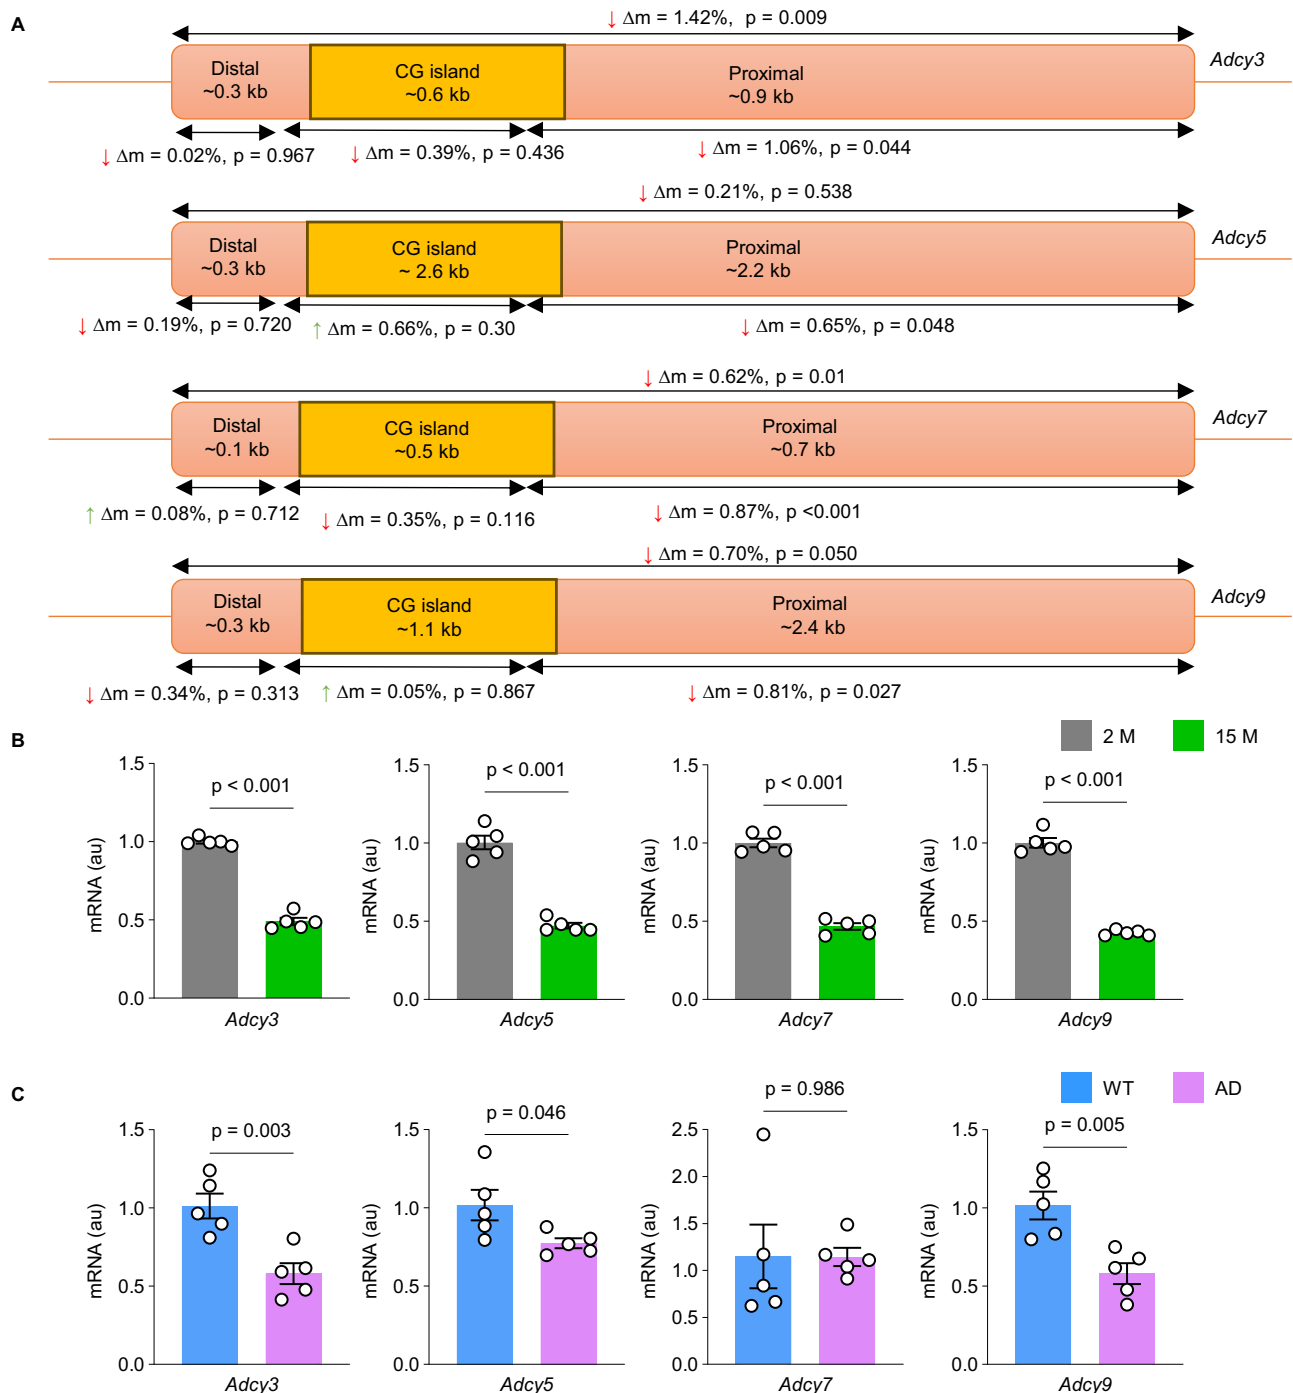 A
↓ Δm = 1.42%, p = 0.009
Adcy3
Distal
~0.3 kb
CG island
~0.6 kb
Proximal
~0.9 kb
↓ Δm = 0.02%, p = 0.967
↓ Δm = 0.39%, p = 0.436
↓ Δm = 1.06%, p = 0.044
↓ Δm = 0.21%, p = 0.538
Adcy5
Distal
~0.3 kb
CG island
~ 2.6 kb
Proximal
~2.2 kb
↓ Δm = 0.19%, p = 0.720
↑ Δm = 0.66%, p = 0.30
↓ Δm = 0.65%, p = 0.048
↓ Δm = 0.62%, p = 0.01
Adcy7
Distal
~0.1 kb
CG island
~0.5 kb
Proximal
~0.7 kb
↑ Δm = 0.08%, p = 0.712
↓ Δm = 0.35%, p = 0.116
↓ Δm = 0.87%, p <0.001
↓ Δm = 0.70%, p = 0.050
Adcy9
Distal
~0.3 kb
CG island
~1.1 kb
Proximal
~2.4 kb
↓ Δm = 0.34%, p = 0.313
↑ Δm = 0.05%, p = 0.867
↓ Δm = 0.81%, p = 0.027
B
2 M
15 M
mRNA (au)
1.5
1.0
0.5
0.0
p < 0.001
Adcy3
mRNA (au)
1.5
1.0
0.5
0.0
p < 0.001
Adcy5
mRNA (au)
1.5
1.0
0.5
0.0
p < 0.001
Adcy7
mRNA (au)
1.5
1.0
0.5
0.0
p < 0.001
Adcy9
C
WT
AD
mRNA (au)
1.5
1.0
0.5
0.0
p = 0.003
Adcy3
mRNA (au)
1.5
1.0
0.5
0.0
p = 0.046
Adcy5
mRNA (au)
2.5
2.0
1.5
1.0
0.5
0.0
p = 0.986
Adcy7
mRNA (au)
1.5
1.0
0.5
0.0
p = 0.005
Adcy9